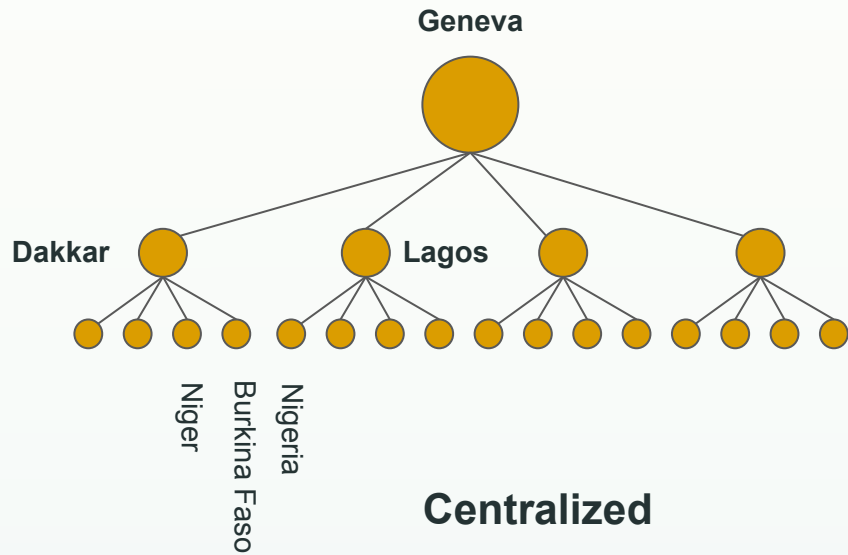 Geneva
Dakkar
Lagos
Niger
Burkina Faso
Nigeria
Centralized